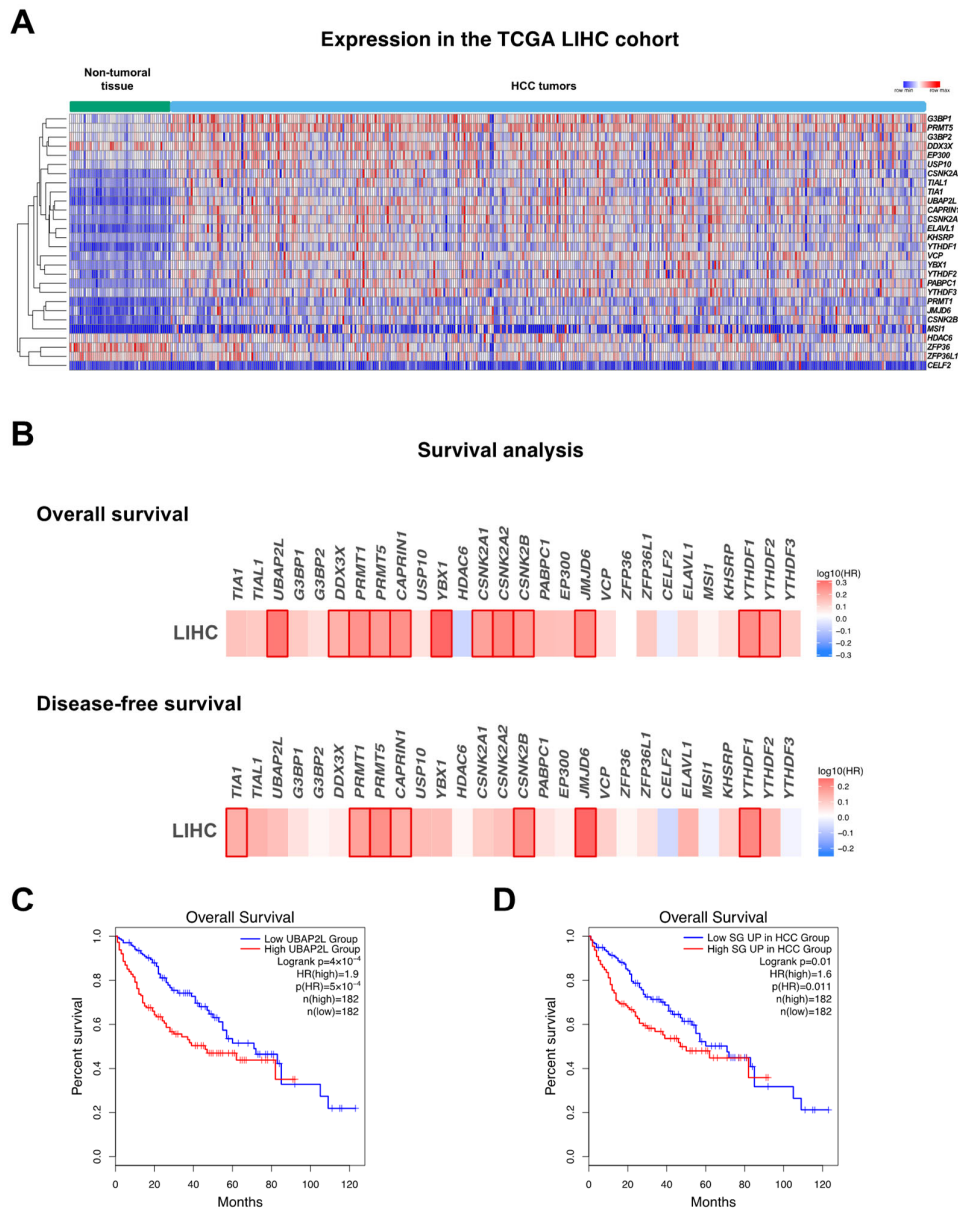 A
Expression in the TCGA LIHC cohort
Non-tumoral
tissue
HCC tumors
row min row max
G3BP1
PRMT5
G3BP2
DDX3X
EP300
USP10
CSNK2A
TIAL1
TIA1
UBAP2L
CAPRIN1
CSNK2A
ELAVL1
KHSRP
YTHDF1
VCP
YBX1
YTHDF2
PABPC1
YTHDF3
PRMT1
JMJD6
CSNK2B
MSI1
HDAC6
ZFP36
ZFP36L1
CELF2
B
Survival analysis
Overall survival
TIA1 TIAL1 UBAP2L G3BP1 G3BP2 DDX3X PRMT1 PRMT5 CAPRIN1 USP10 YBX1 HDAC6 CSNK2A1 CSNK2A2 CSNK2B PABPC1 EP300 JMJD6 VCP ZFP36 ZFP36L1 CELF2 ELAVL1 MSI1 KHSRP YTHDF1 YTHDF2 YTHDF3
LIHC
log10(HR)
0.3
0.2
0.1
0.0
−0.1
−0.2
−0.3
Disease-free survival
TIA1 TIAL1 UBAP2L G3BP1 G3BP2 DDX3X PRMT1 PRMT5 CAPRIN1 USP10 YBX1 HDAC6 CSNK2A1 CSNK2A2 CSNK2B PABPC1 EP300 JMJD6 VCP ZFP36 ZFP36L1 CELF2 ELAVL1 MSI1 KHSRP YTHDF1 YTHDF2 YTHDF3
LIHC
log10(HR)
0.2
0.1
0.0
−0.1
−0.2
C
Overall Survival
Low UBAP2L Group
High UBAP2L Group
Logrank p=4×10⁻⁴
HR(high)=1.9
p(HR)=5×10⁻⁴
n(high)=182
n(low)=182
Percent survival
1.0
0.8
0.6
0.4
0.2
0.0
0 20 40 60 80 100 120
Months
D
Overall Survival
Low SG UP in HCC Group
High SG UP in HCC Group
Logrank p=0.01
HR(high)=1.6
p(HR)=0.011
n(high)=182
n(low)=182
Percent survival
1.0
0.8
0.6
0.4
0.2
0.0
0 20 40 60 80 100 120
Months